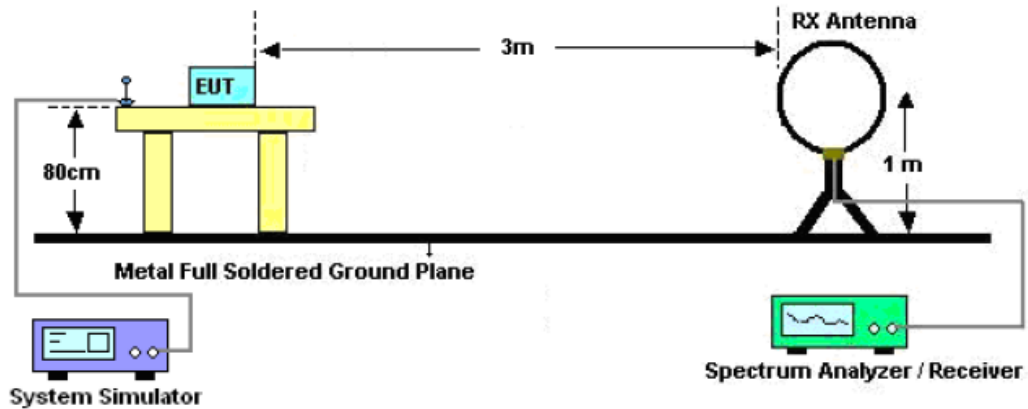 RX Antenna
3m
EUT
80cm
1 m
Metal Full Soldered Ground Plane
System Simulator
Spectrum Analyzer / Receiver